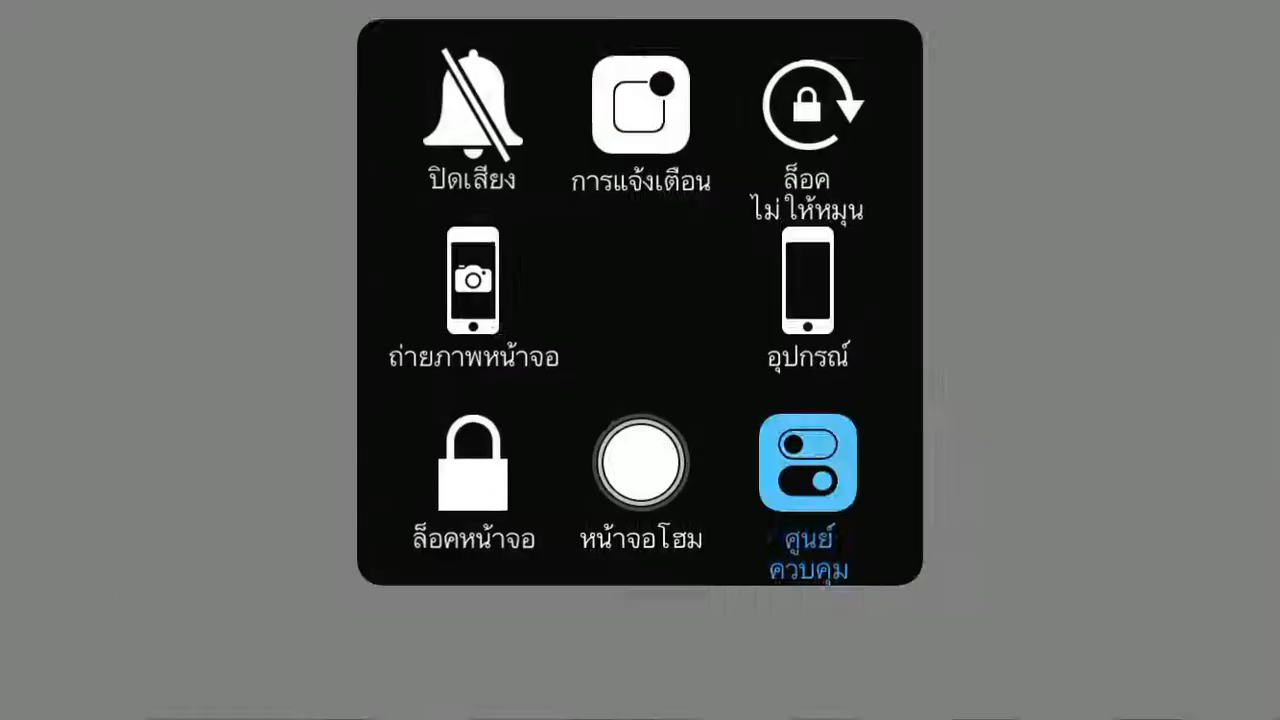 ปิดเสียง
การแจ้งเตือน
ล็อค
ไม่ให้หมุน
ถ่ายภาพหน้าจอ
อุปกรณ์
ล็อคหน้าจอ
หน้าจอโฮม
ศูนย์
ควบคุม